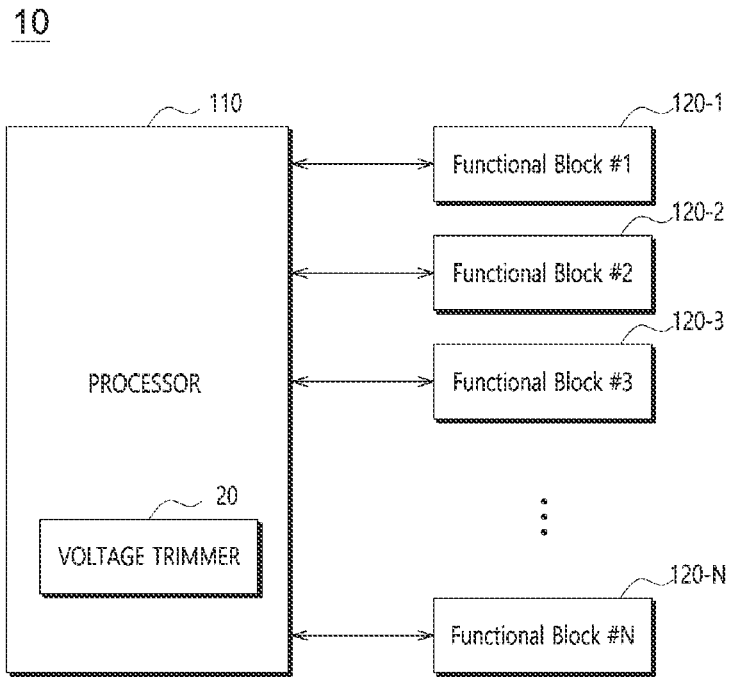 10
110
PROCESSOR
20
VOLTAGE TRIMMER
120-1
Functional Block #1
120-2
Functional Block #2
120-3
Functional Block #3
120-N
Functional Block #N